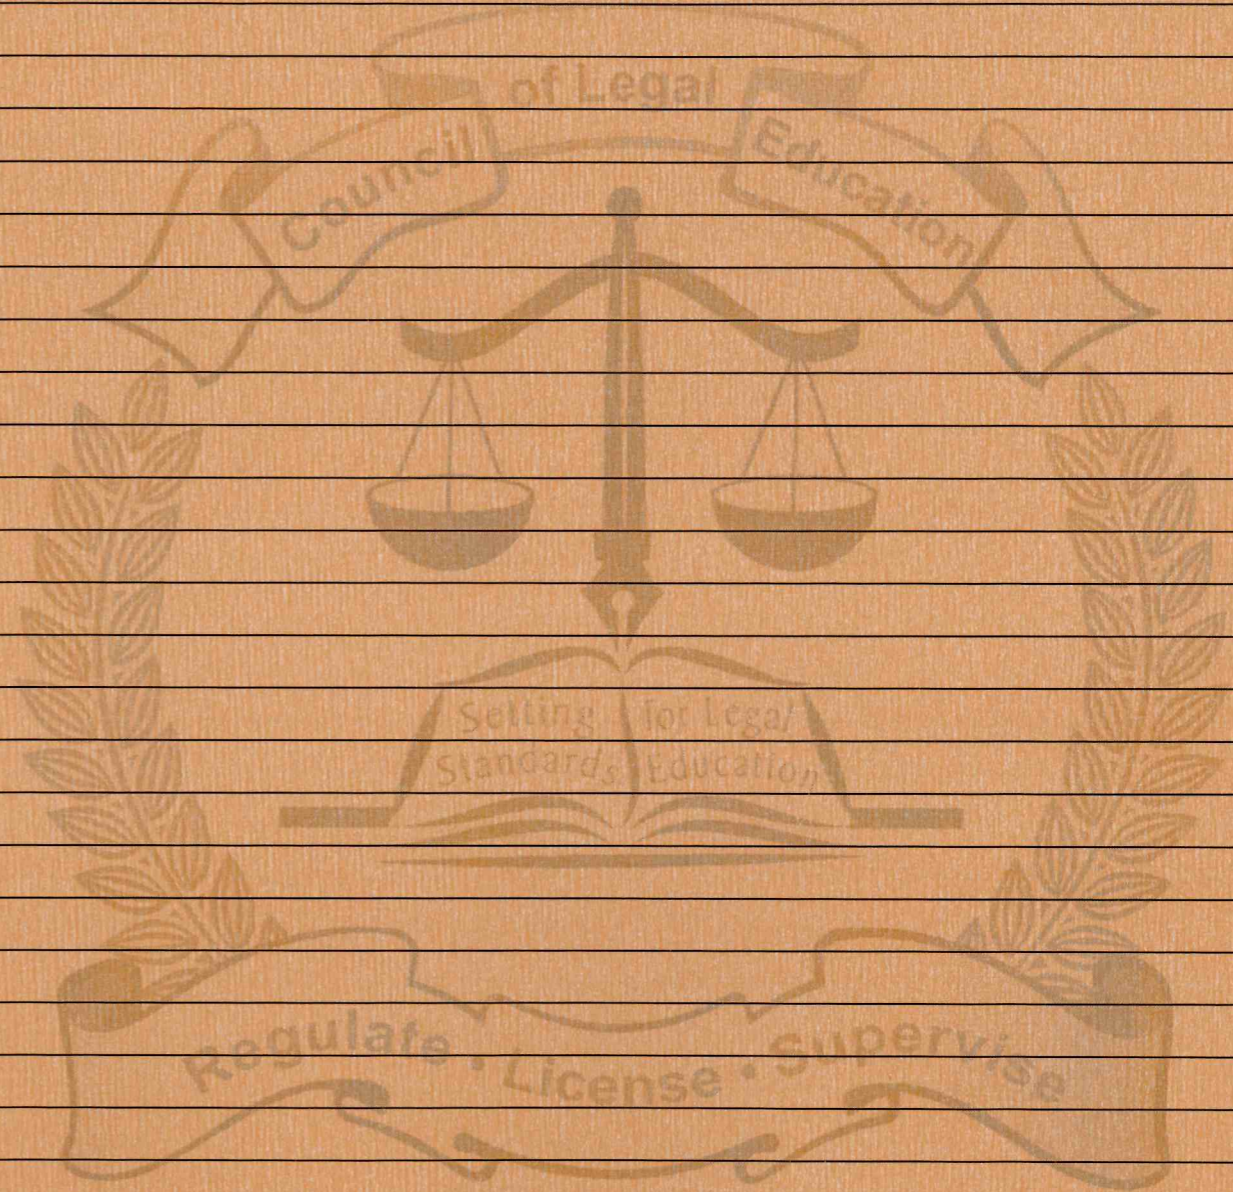 Council of Legal Education
Setting Standards
for Legal Education
Regulate • License • Supervise